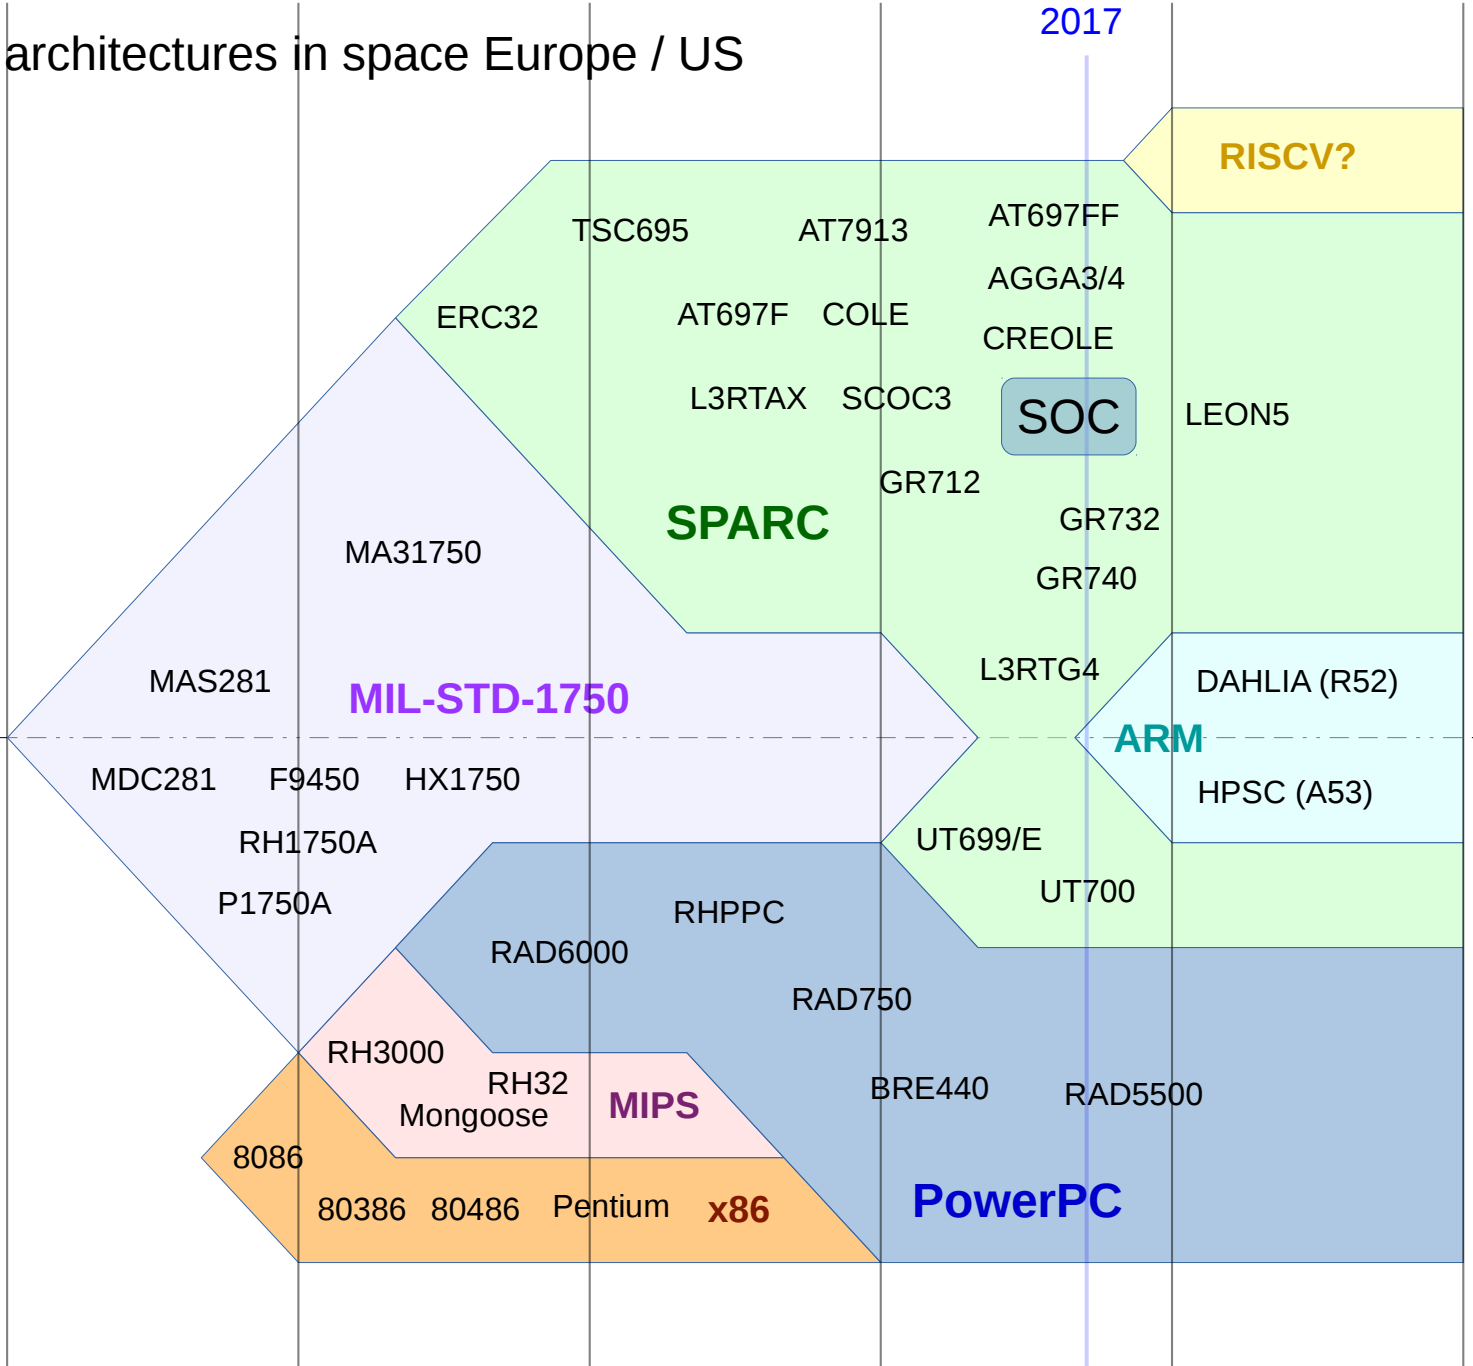 2017
architectures in space Europe / US
RISCV?
TSC695
AT7913
AT697FF
AGGA3/4
ERC32
AT697F
COLE
CREOLE
L3RTAX
SCOC3
SOC
LEON5
GR712
SPARC
GR732
MA31750
GR740
MAS281
MIL-STD-1750
L3RTG4
DAHLIA (R52)
ARM
MDC281
F9450
HX1750
HPSC (A53)
RH1750A
UT699/E
P1750A
UT700
RHPPC
RAD6000
RAD750
RH3000
RH32
Mongoose
MIPS
BRE440
RAD5500
8086
80386
80486
Pentium
x86
PowerPC